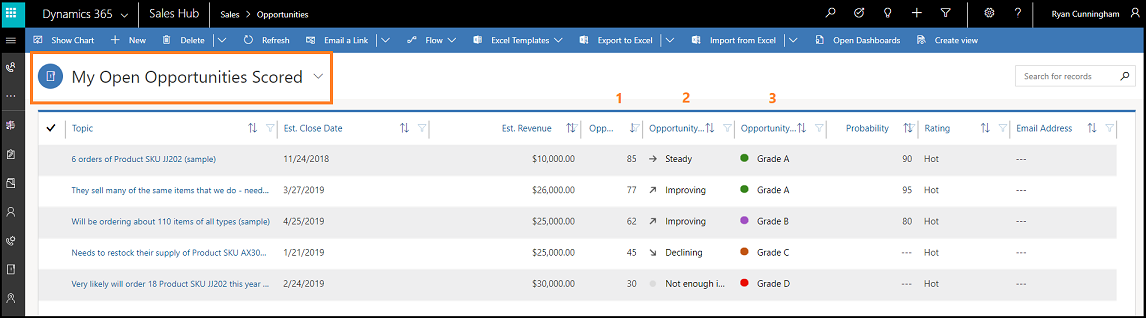 Dynamics 365 Sales Hub Sales > Opportunities Ryan Cunningham
Show Chart New Delete Refresh Email a Link Flow Excel Templates Export to Excel Import from Excel Open Dashboards Create view
My Open Opportunities Scored
Search for records
1 2 3
Topic Est. Close Date Est. Revenue Opp... Opportunity... Opportunity... Probability Rating Email Address
6 orders of Product SKU JJ202 (sample) 11/24/2018 $10,000.00 85 Steady Grade A 90 Hot ---
They sell many of the same items that we do - need... 3/27/2019 $26,000.00 77 Improving Grade A 95 Hot ---
Will be ordering about 110 items of all types (sample) 4/25/2019 $25,000.00 62 Improving Grade B 80 Hot ---
Needs to restock their supply of Product SKU AX30... 1/21/2019 $25,000.00 45 Declining Grade C --- Hot ---
Very likely will order 18 Product SKU JJ202 this year ... 2/24/2019 $30,000.00 30 Not enough i... Grade D --- Hot ---